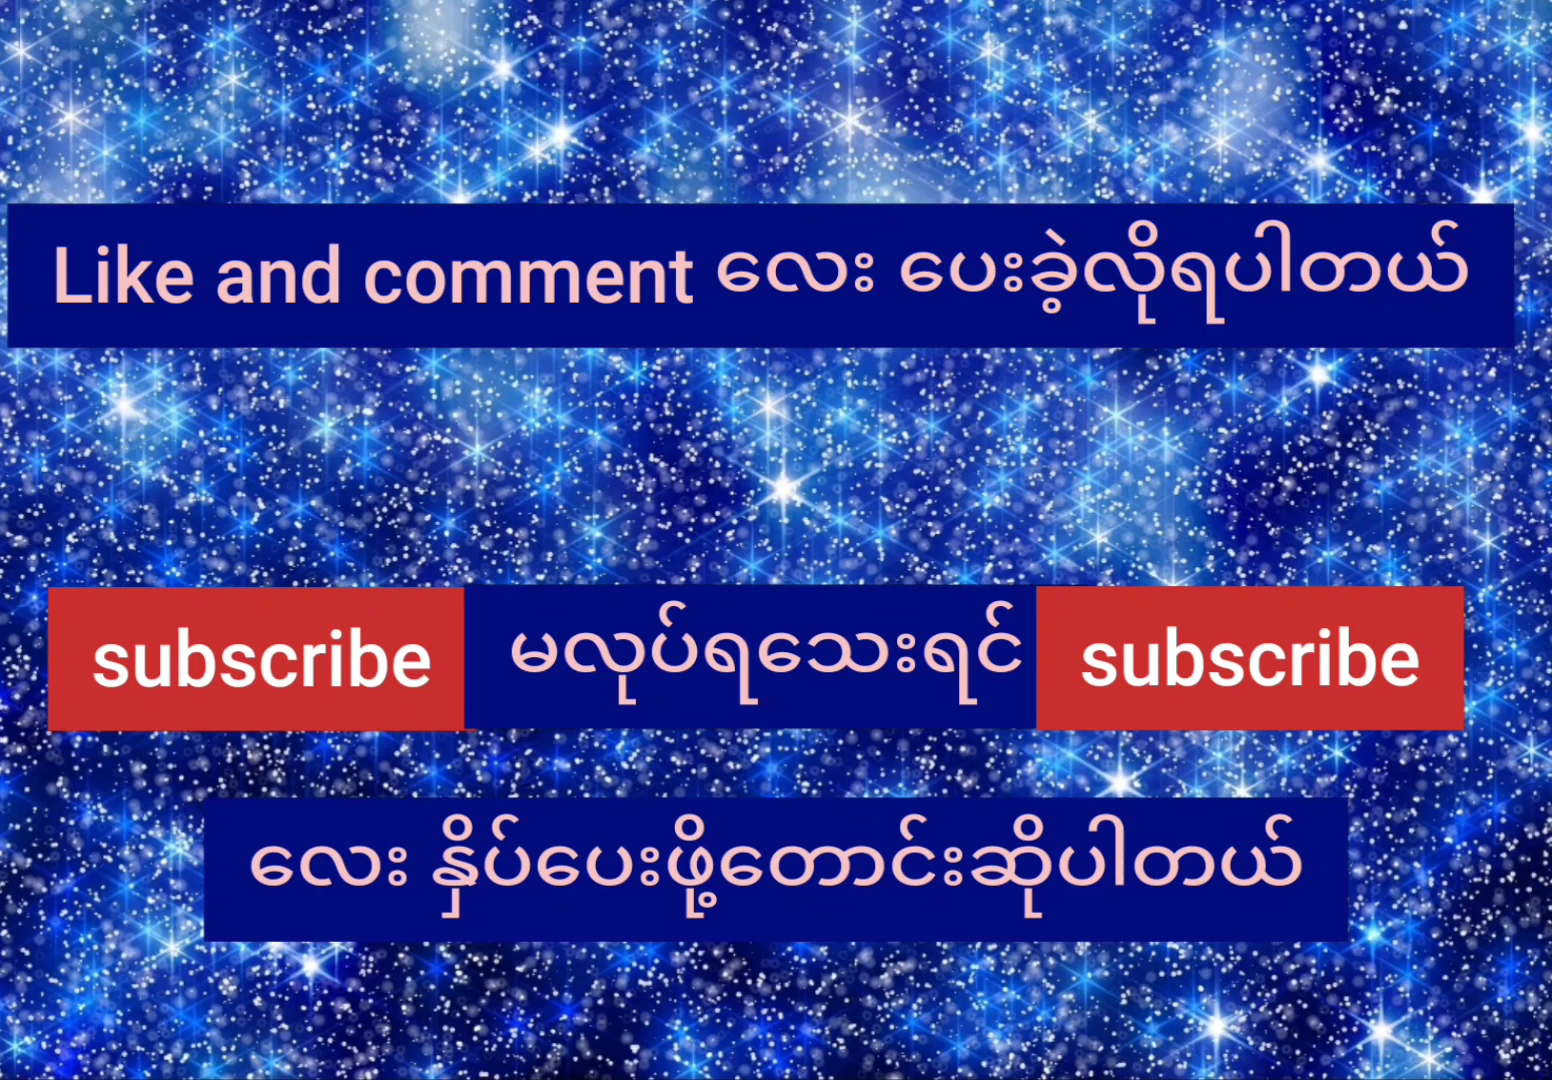 Like and comment လေး ပေးခဲ့လို့ရပါတယ်
subscribe မလုပ်ရသေးရင် subscribe
လေး နှိပ်ပေးဖို့တောင်းဆိုပါတယ်